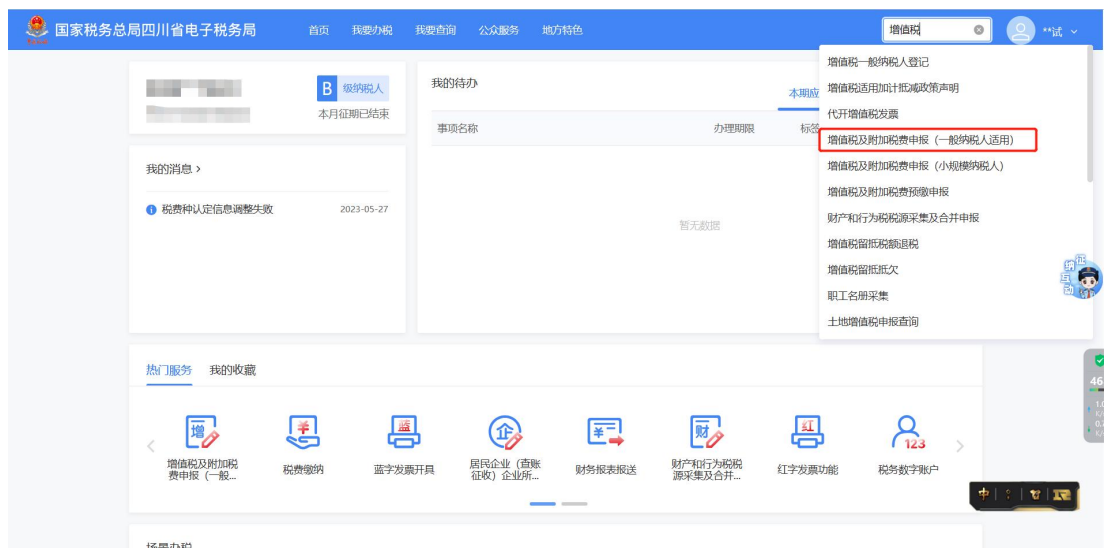 国家税务总局四川省电子税务局
首页 我要办税 我要查询 公众服务 地方特色
增值税
**试
增值税一般纳税人登记
增值税适用加计抵减政策声明
代开增值税发票
增值税及附加税费申报（一般纳税人适用）
增值税及附加税费申报（小规模纳税人）
增值税及附加税费预缴申报
财产和行为税税源采集及合并申报
增值税留抵税额退税
增值税留抵抵欠
职工名册采集
土地增值税申报查询
B 级纳税人
本月征期已结束
我的消息 >
税费种认定信息调整失败 2023-05-27
我的待办
本期应
事项名称 办理期限 标签
暂无数据
征纳互动
热门服务 我的收藏
增值税及附加税费申报（一般...
税费缴纳
蓝字发票开具
居民企业（查账征收）企业所...
财务报表报送
财产和行为税税源采集及合并...
红字发票功能
税务数字账户
增
蓝
企
财
红
123
46
中
场景办税